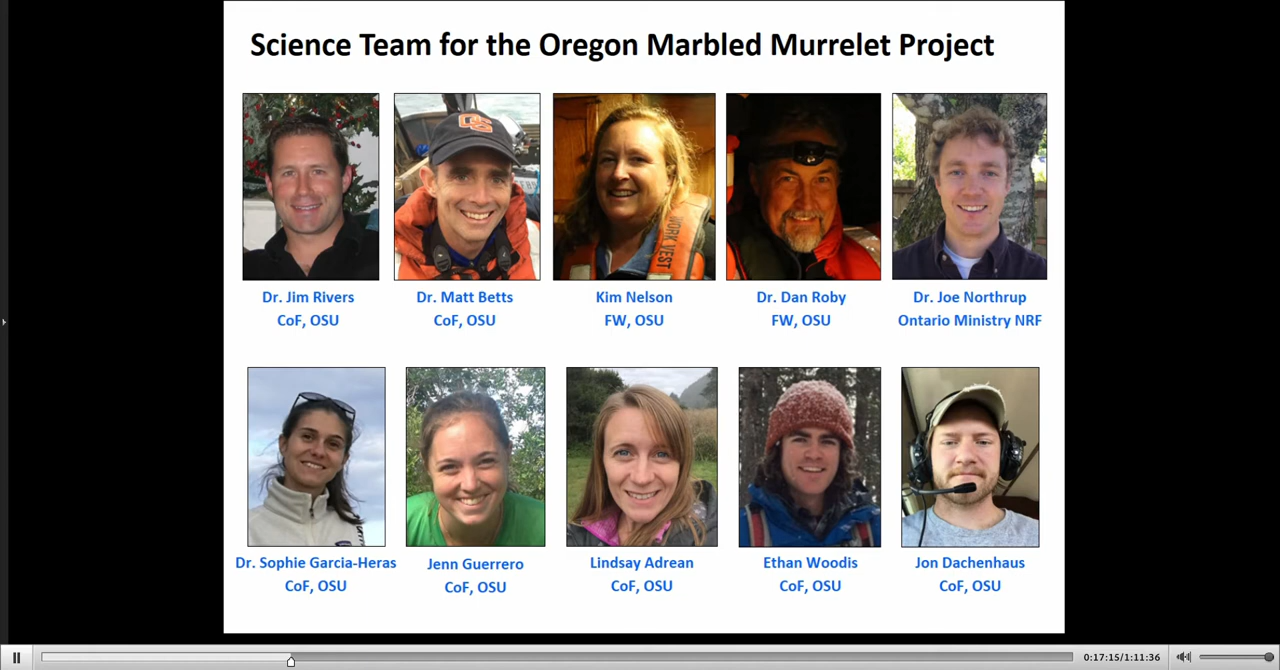 Science Team for the Oregon Marbled Murrelet Project
OS
WORK VEST
Dr. Jim Rivers
CoF, OSU
Dr. Matt Betts
CoF, OSU
Kim Nelson
FW, OSU
Dr. Dan Roby
FW, OSU
Dr. Joe Northrup
Ontario Ministry NRF
Dr. Sophie Garcia-Heras
CoF, OSU
Jenn Guerrero
CoF, OSU
Lindsay Adrean
CoF, OSU
Ethan Woodis
CoF, OSU
Jon Dachenhaus
CoF, OSU
0:17:15/1:11:36